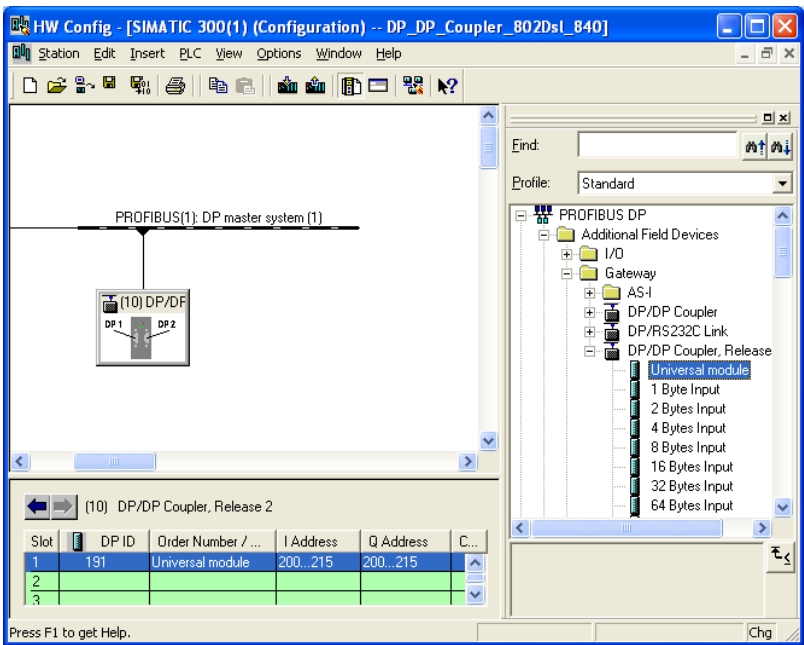 HW Config - [SIMATIC 300(1) (Configuration) -- DP_DP_Coupler_802Dsl_840]
Station Edit Insert PLC View Options Window Help
PROFIBUS(1): DP master system (1)
(10) DP/DP
DP 1 DP 2
Find:
Profile: Standard
PROFIBUS DP
Additional Field Devices
I/O
Gateway
AS-I
DP/DP Coupler
DP/RS232C Link
DP/DP Coupler, Release
Universal module
1 Byte Input
2 Bytes Input
4 Bytes Input
8 Bytes Input
16 Bytes Input
32 Bytes Input
64 Bytes Input
(10) DP/DP Coupler, Release 2
Slot DP ID Order Number / ... I Address Q Address C...
1 191 Universal module 200...215 200...215
2
3
Press F1 to get Help.
Chg